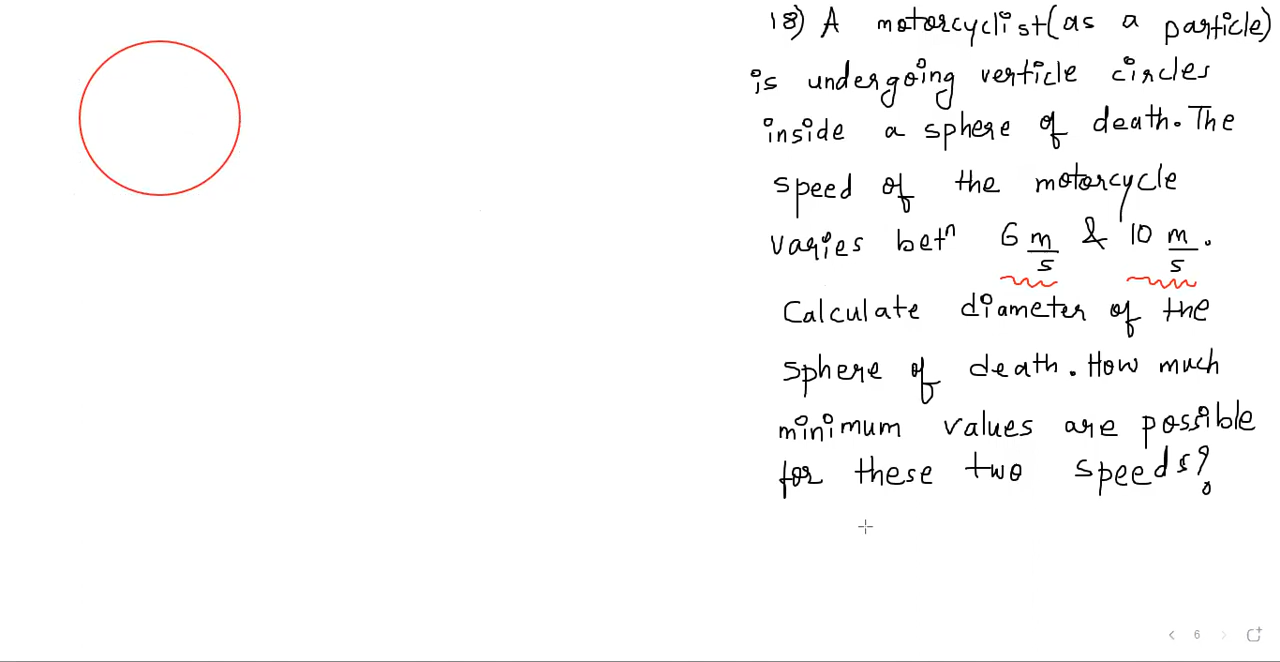 18) A motorcyclist(as a particle)
is undergoing verticle circles
inside a sphere of death. The
speed of the motorcycle
varies betⁿ 6 m/s & 10 m/s.
Calculate diameter of the
sphere of death. How much
minimum values are possible
for these two speeds?
< 6 >